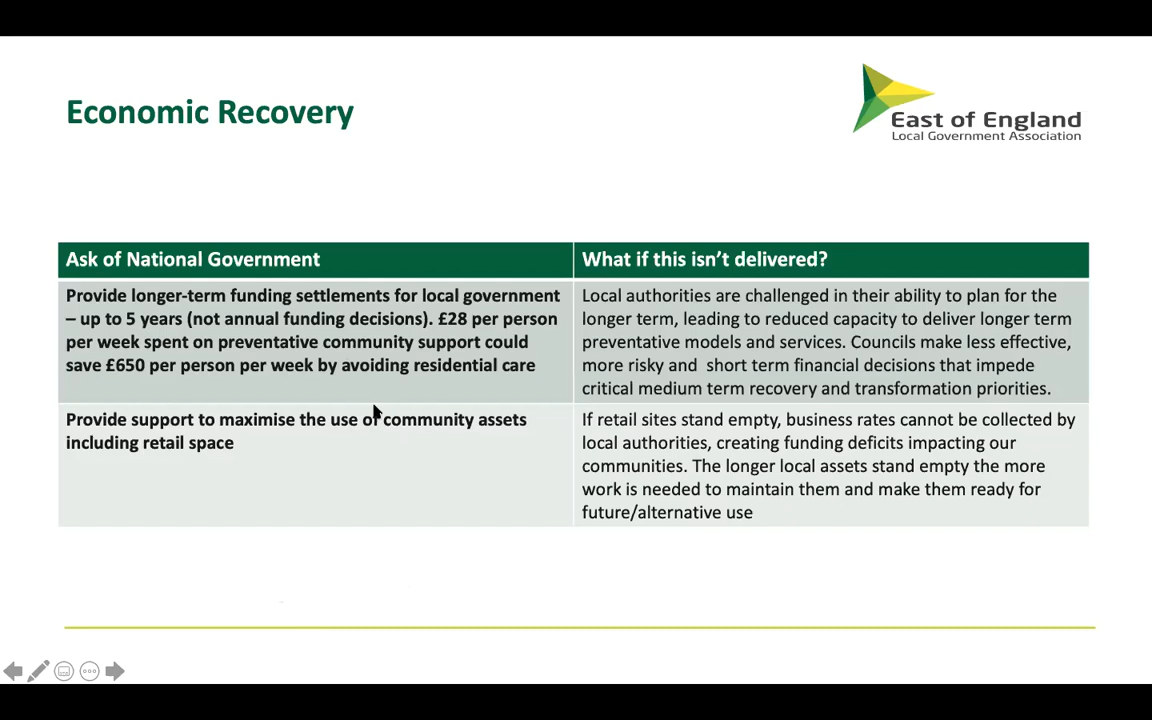 Economic Recovery
East of England
Local Government Association
Ask of National Government
What if this isn't delivered?
Provide longer-term funding settlements for local government
– up to 5 years (not annual funding decisions). £28 per person
per week spent on preventative community support could
save £650 per person per week by avoiding residential care
Local authorities are challenged in their ability to plan for the
longer term, leading to reduced capacity to deliver longer term
preventative models and services. Councils make less effective,
more risky and  short term financial decisions that impede
critical medium term recovery and transformation priorities.
Provide support to maximise the use of community assets
including retail space
If retail sites stand empty, business rates cannot be collected by
local authorities, creating funding deficits impacting our
communities. The longer local assets stand empty the more
work is needed to maintain them and make them ready for
future/alternative use